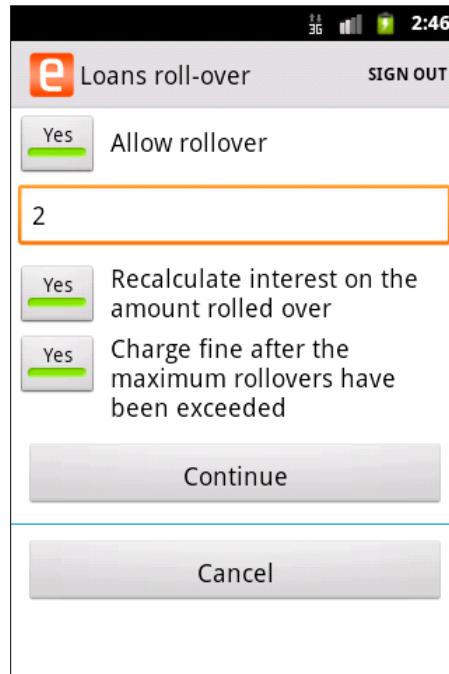 3G 2:46
e Loans roll-over SIGN OUT
Yes Allow rollover
2
Yes Recalculate interest on the
amount rolled over
Yes Charge fine after the
maximum rollovers have
been exceeded
Continue
Cancel